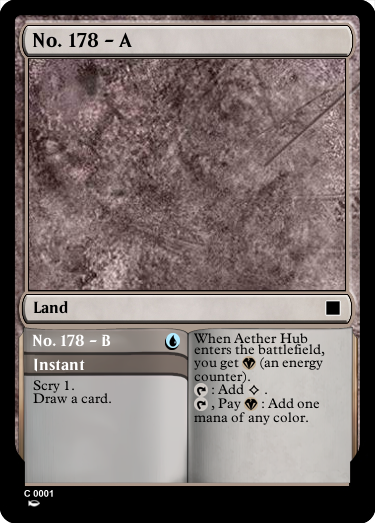 No. 178 – A
Land
No. 178 – B
Instant
Scry 1.
Draw a card.
When Aether Hub
enters the battlefield,
you get (an energy
counter).
: Add .
, Pay : Add one
mana of any color.
C 0001